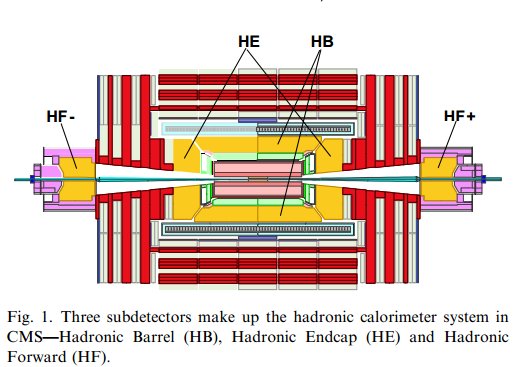 HE HB
HF- HF+
Fig. 1. Three subdetectors make up the hadronic calorimeter system in
CMS—Hadronic Barrel (HB), Hadronic Endcap (HE) and Hadronic
Forward (HF).